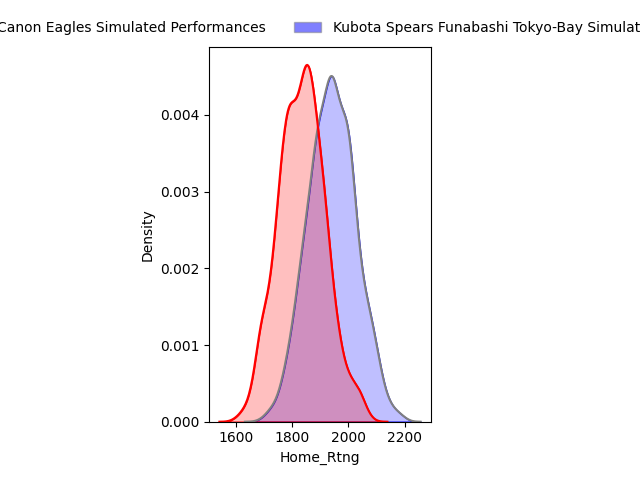 Canon Eagles Simulated Performances Kubota Spears Funabashi Tokyo-Bay Simulat
0.004
0.003
0.002
0.001
0.000
Density
1600 1800 2000 2200
Home_Rtng